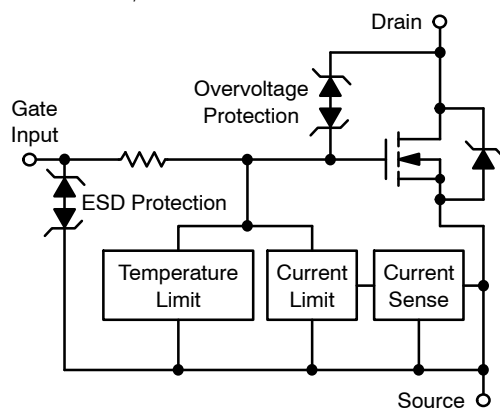 Drain
Overvoltage
Protection
Gate
Input
ESD Protection
Temperature
Limit
Current
Limit
Current
Sense
Source